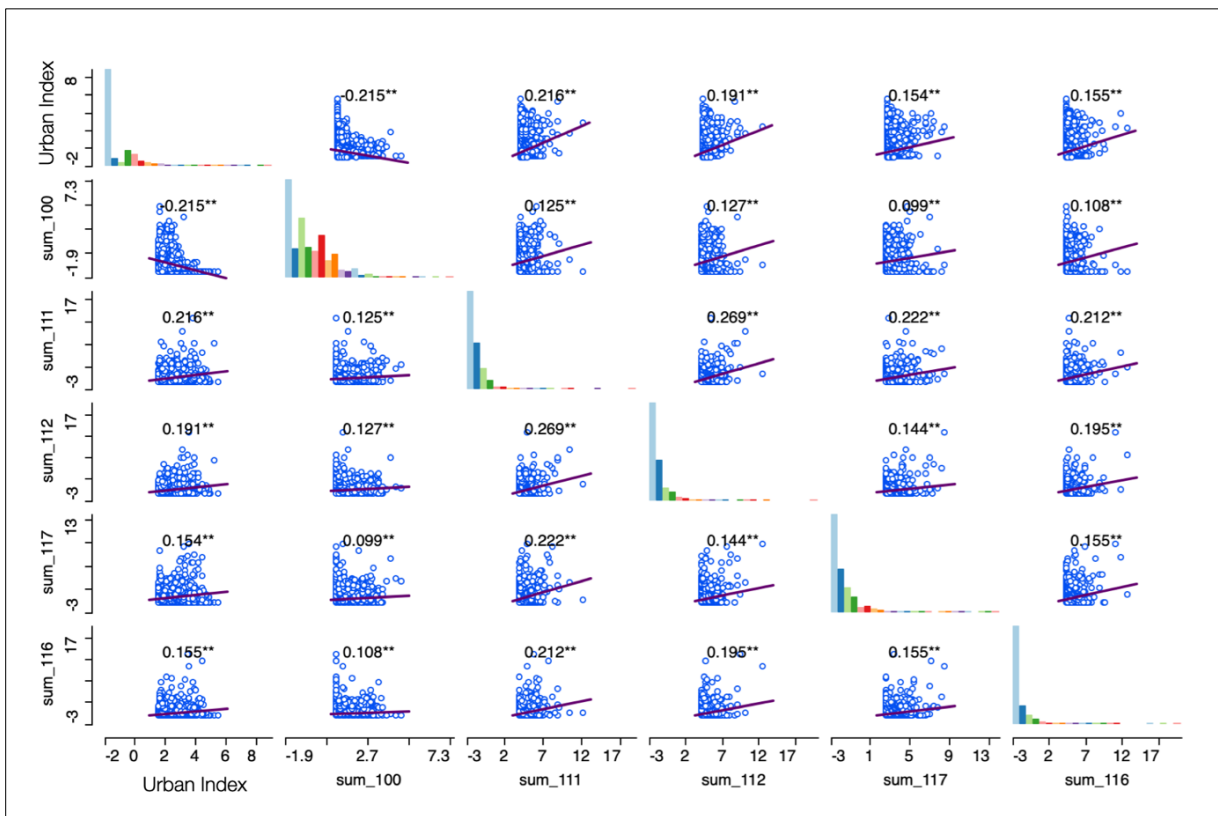 Urban Index
8
-2
-0.215**
0.216**
0.191**
0.154**
0.155**
sum_100
7.3
-1.9
-0.215**
0.125**
0.127**
0.099**
0.108**
sum_111
17
-3
0.216**
0.125**
0.269**
0.222**
0.212**
sum_112
17
-3
0.191**
0.127**
0.269**
0.144**
0.195**
sum_117
13
-3
0.154**
0.099**
0.222**
0.144**
0.155**
sum_116
17
-3
0.155**
0.108**
0.212**
0.195**
0.155**
-2 0 2 4 6 8
-1.9 2.7 7.3
-3 2 7 12 17
-3 2 7 12 17
-3 1 5 9 13
-3 2 7 12 17
Urban Index
sum_100
sum_111
sum_112
sum_117
sum_116